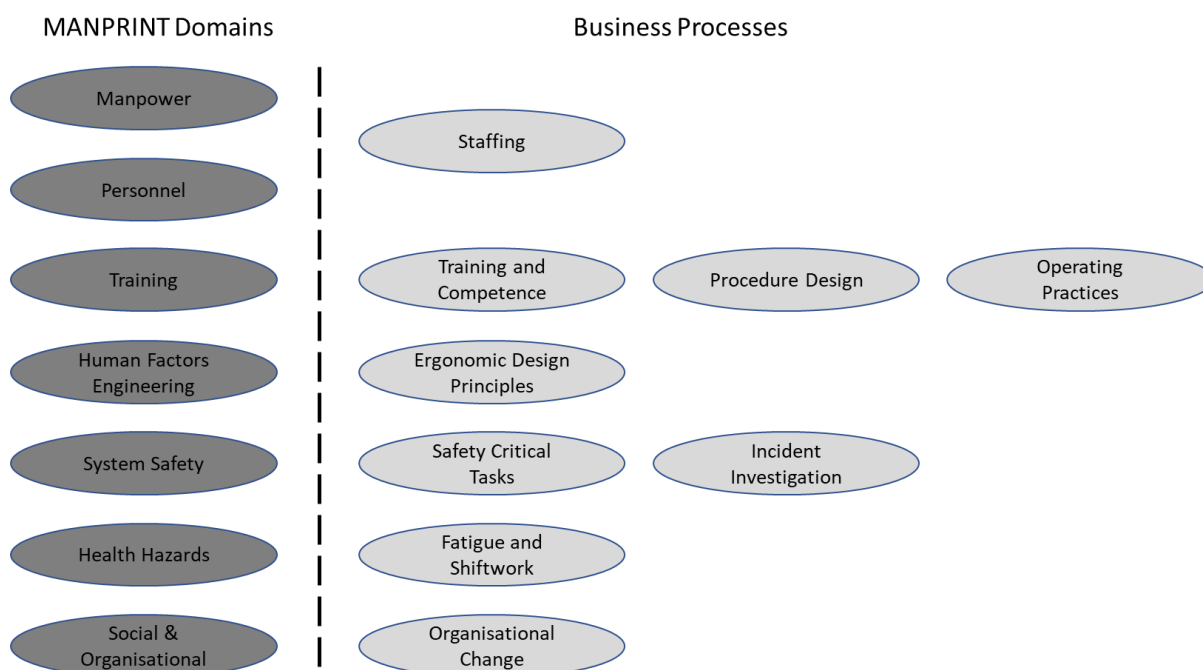 MANPRINT Domains
Business Processes
Manpower
Staffing
Personnel
Training
Training and
Competence
Procedure Design
Operating
Practices
Human Factors
Engineering
Ergonomic Design
Principles
System Safety
Safety Critical
Tasks
Incident
Investigation
Health Hazards
Fatigue and
Shiftwork
Social &
Organisational
Organisational
Change